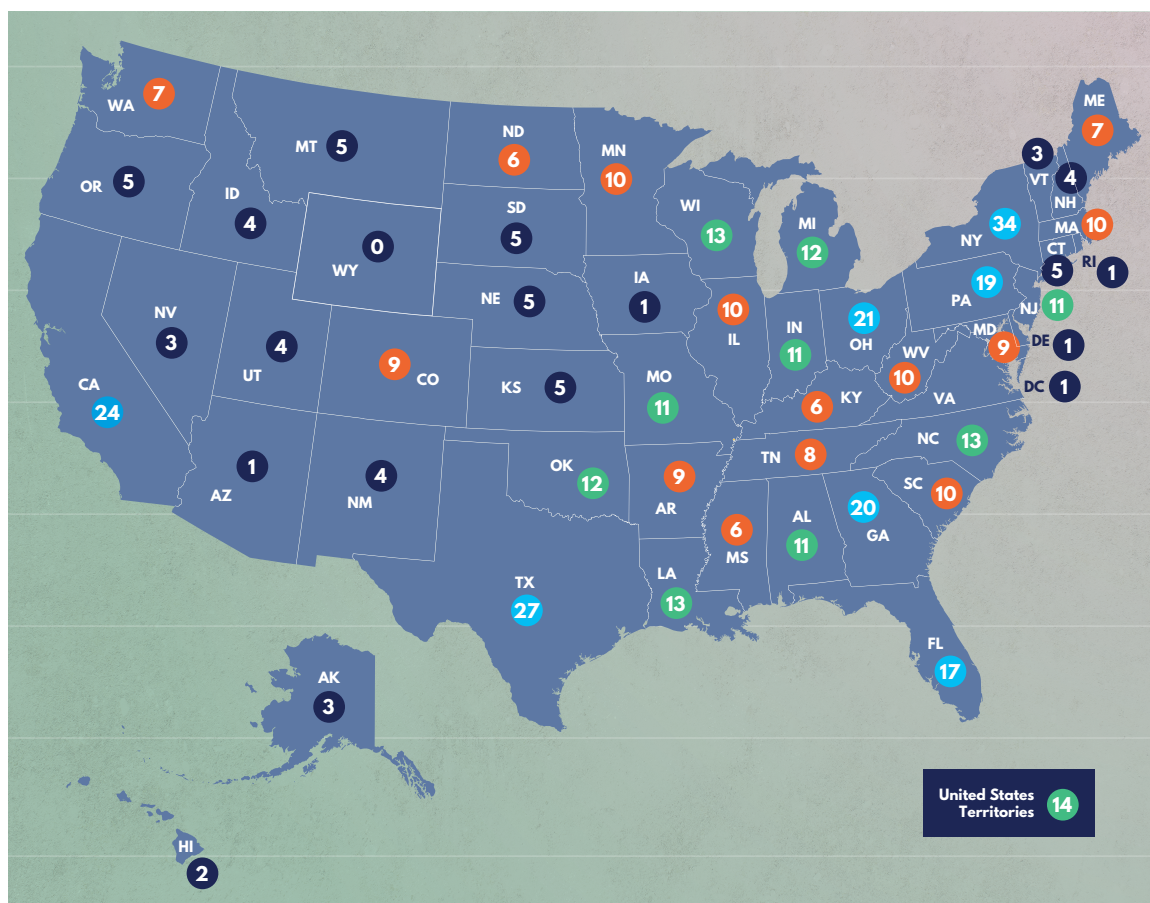 WA 7
MT 5
ND 6
MN 10
ME 7
OR 5
ID 4
SD 5
WI 13
MI 12
3 VT
4 NH
NY 34
MA 10
CT 5
RI 1
WY 0
NE 5
IA 1
IL 10
IN 11
OH 21
PA 19
NJ 11
MD 9
DE 1
DC 1
NV 3
UT 4
CO 9
KS 5
MO 11
KY 6
WV 10
VA
CA 24
AZ 1
NM 4
OK 12
AR 9
TN 8
NC 13
SC 10
MS 6
AL 11
GA 20
TX 27
LA 13
FL 17
AK 3
HI 2
United States
Territories 14